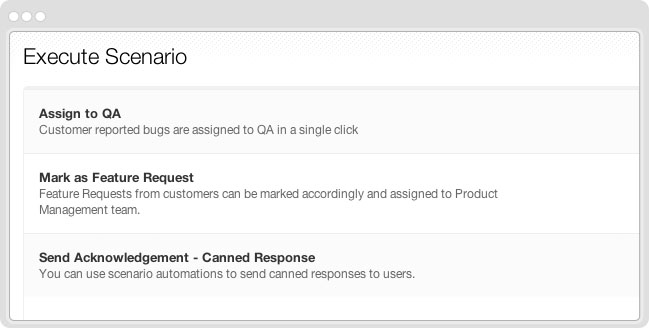 Execute Scenario
Assign to QA
Customer reported bugs are assigned to QA in a single click
Mark as Feature Request
Feature Requests from customers can be marked accordingly and assigned to Product
Management team.
Send Acknowledgement - Canned Response
You can use scenario automations to send canned responses to users.